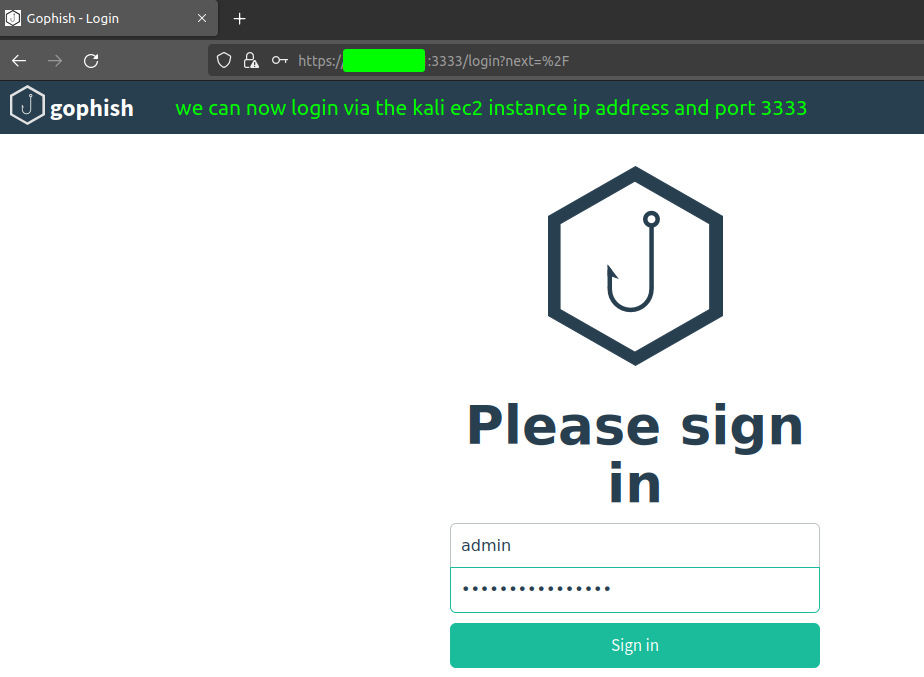 Gophish - Login
https://:3333/login?next=%2F
gophish we can now login via the kali ec2 instance ip address and port 3333
Please sign
in
admin
••••••••••••••••
Sign in